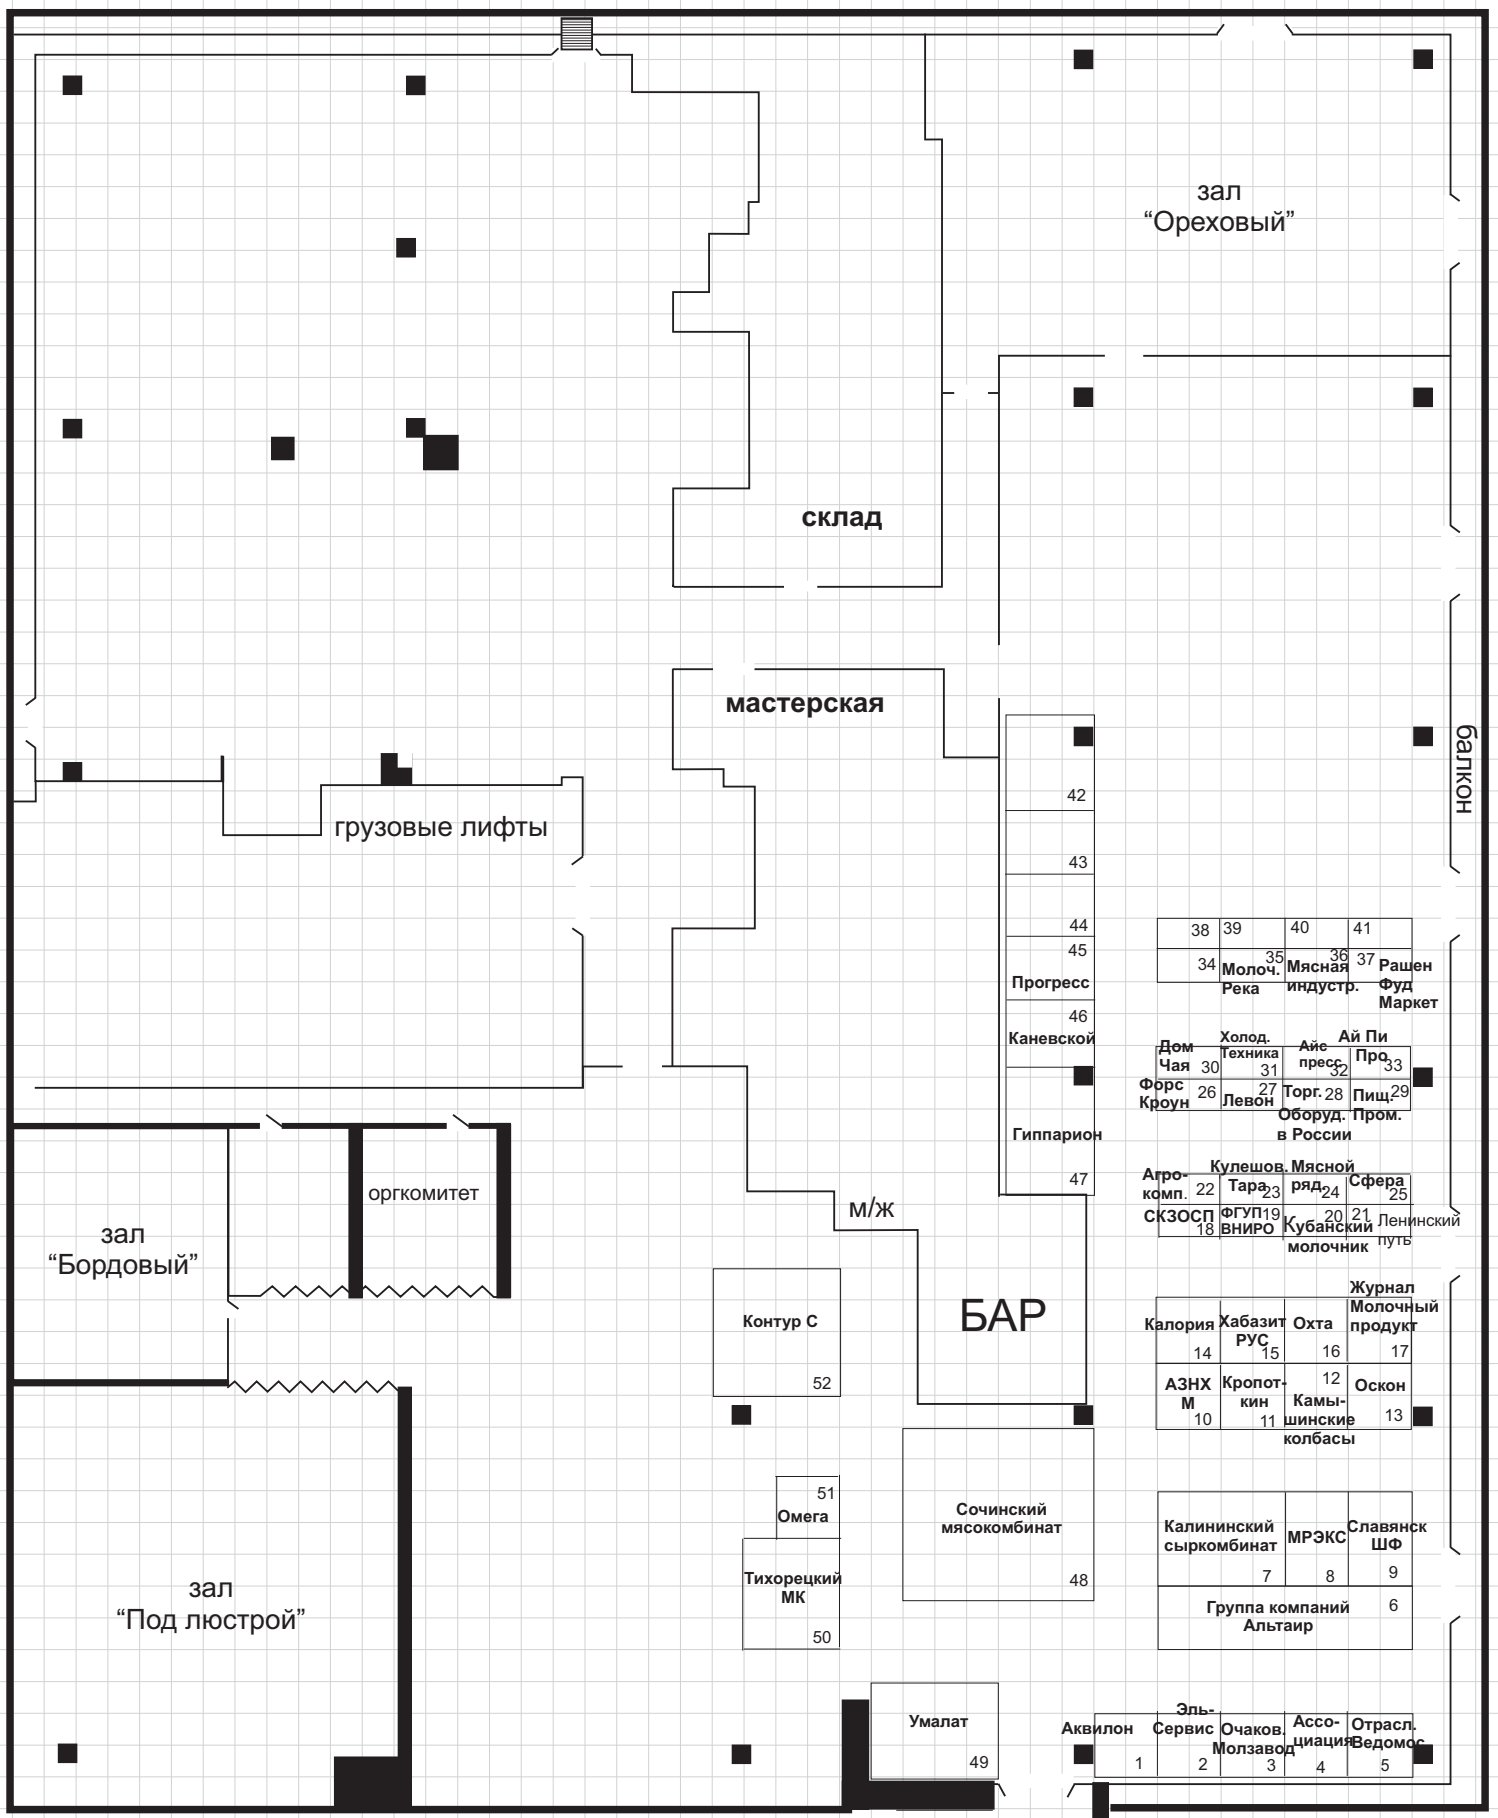 зал
“Ореховый”
склад
мастерская
балкон
грузовые лифты
42
43
44
45
Прогресс
46
Каневской
Гиппарион
47
38
39
40
41
34
35
Молоч.
Река
36
Мясная
индустр.
37
Рашен
Фуд
Маркет
Дом
Чая
30
Холод.
Техника
31
Айс
пресс
32
Ай Пи
Про
33
Форс
Кроун
26
27
Левон
Торг.
28
Оборуд.
в России
Пищ.
29
Пром.
Агро-
комп.
22
Кулешов.
Тара
23
Мясной
ряд.
24
Сфера
25
СКЗОСП
18
ФГУП
19
ВНИРО
20
Кубанский
молочник
21
Ленинский
путь
оргкомитет
м/ж
зал
“Бордовый”
БАР
Контур С
52
Калория
14
Хабазит
РУС
15
Охта
16
Журнал
Молочный
продукт
17
АЗНХ
М
10
Кропот-
кин
11
12
Камы-
шинские
колбасы
Оскон
13
51
Омега
Тихорецкий
МК
50
Сочинский
мясокомбинат
48
Калининский
сыркомбинат
7
МРЭКС
8
Славянск
ШФ
9
Группа компаний
Альтаир
6
зал
“Под люстрой”
Умалат
49
Аквилон
1
Эль-
Сервис
2
Очаков.
Молзавод
3
Ассо-
циация
4
Отрасл.
Ведомос
5